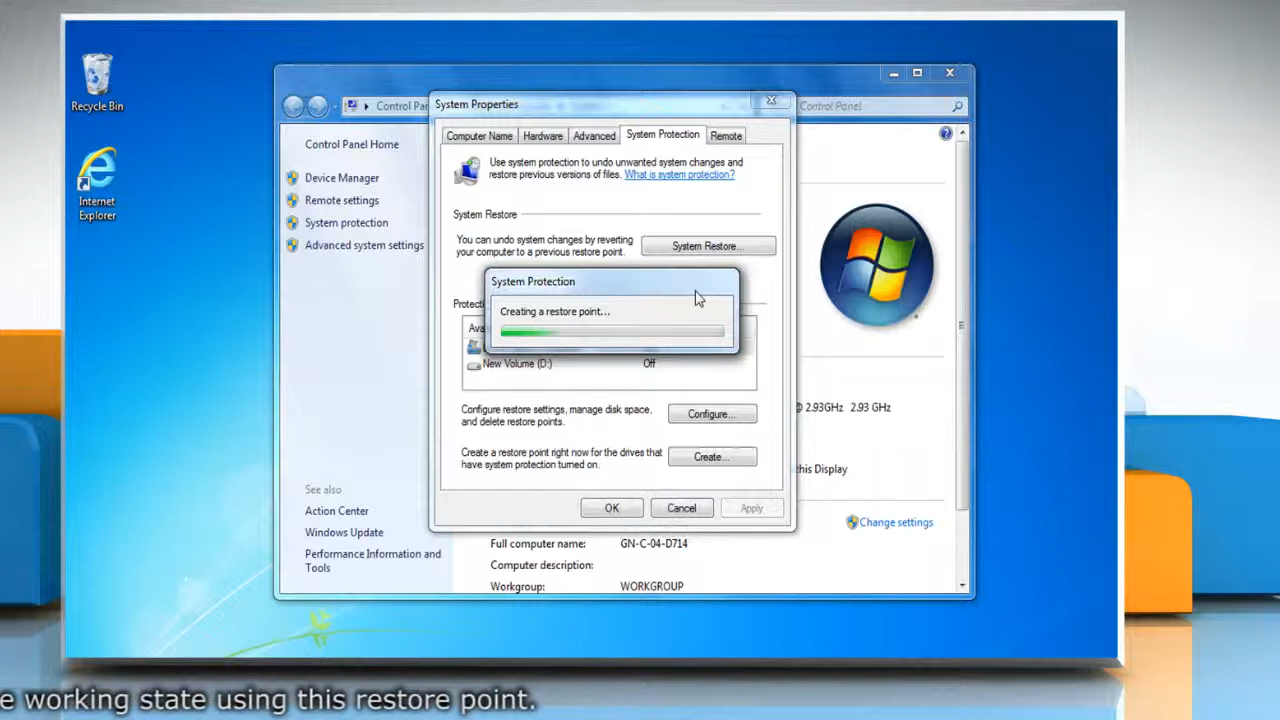 Recycle Bin
Internet
Explorer
Control Par
Control Panel
Control Panel Home
Device Manager
Remote settings
System protection
Advanced system settings
See also
Action Center
Windows Update
Performance Information and
Tools
System Properties
Computer Name
Hardware
Advanced
System Protection
Remote
Use system protection to undo unwanted system changes and
restore previous versions of files. What is system protection?
System Restore
You can undo system changes by reverting
your computer to a previous restore point.
System Restore...
Protecti
Ava
System Protection
Creating a restore point...
New Volume (D:) Off
Configure restore settings, manage disk space,
and delete restore points.
Configure...
Create a restore point right now for the drives that
have system protection turned on.
Create...
OK
Cancel
Apply
@ 2.93GHz 2.93 GHz
this Display
Change settings
Full computer name: GN-C-04-D714
Computer description:
Workgroup: WORKGROUP
e working state using this restore point.